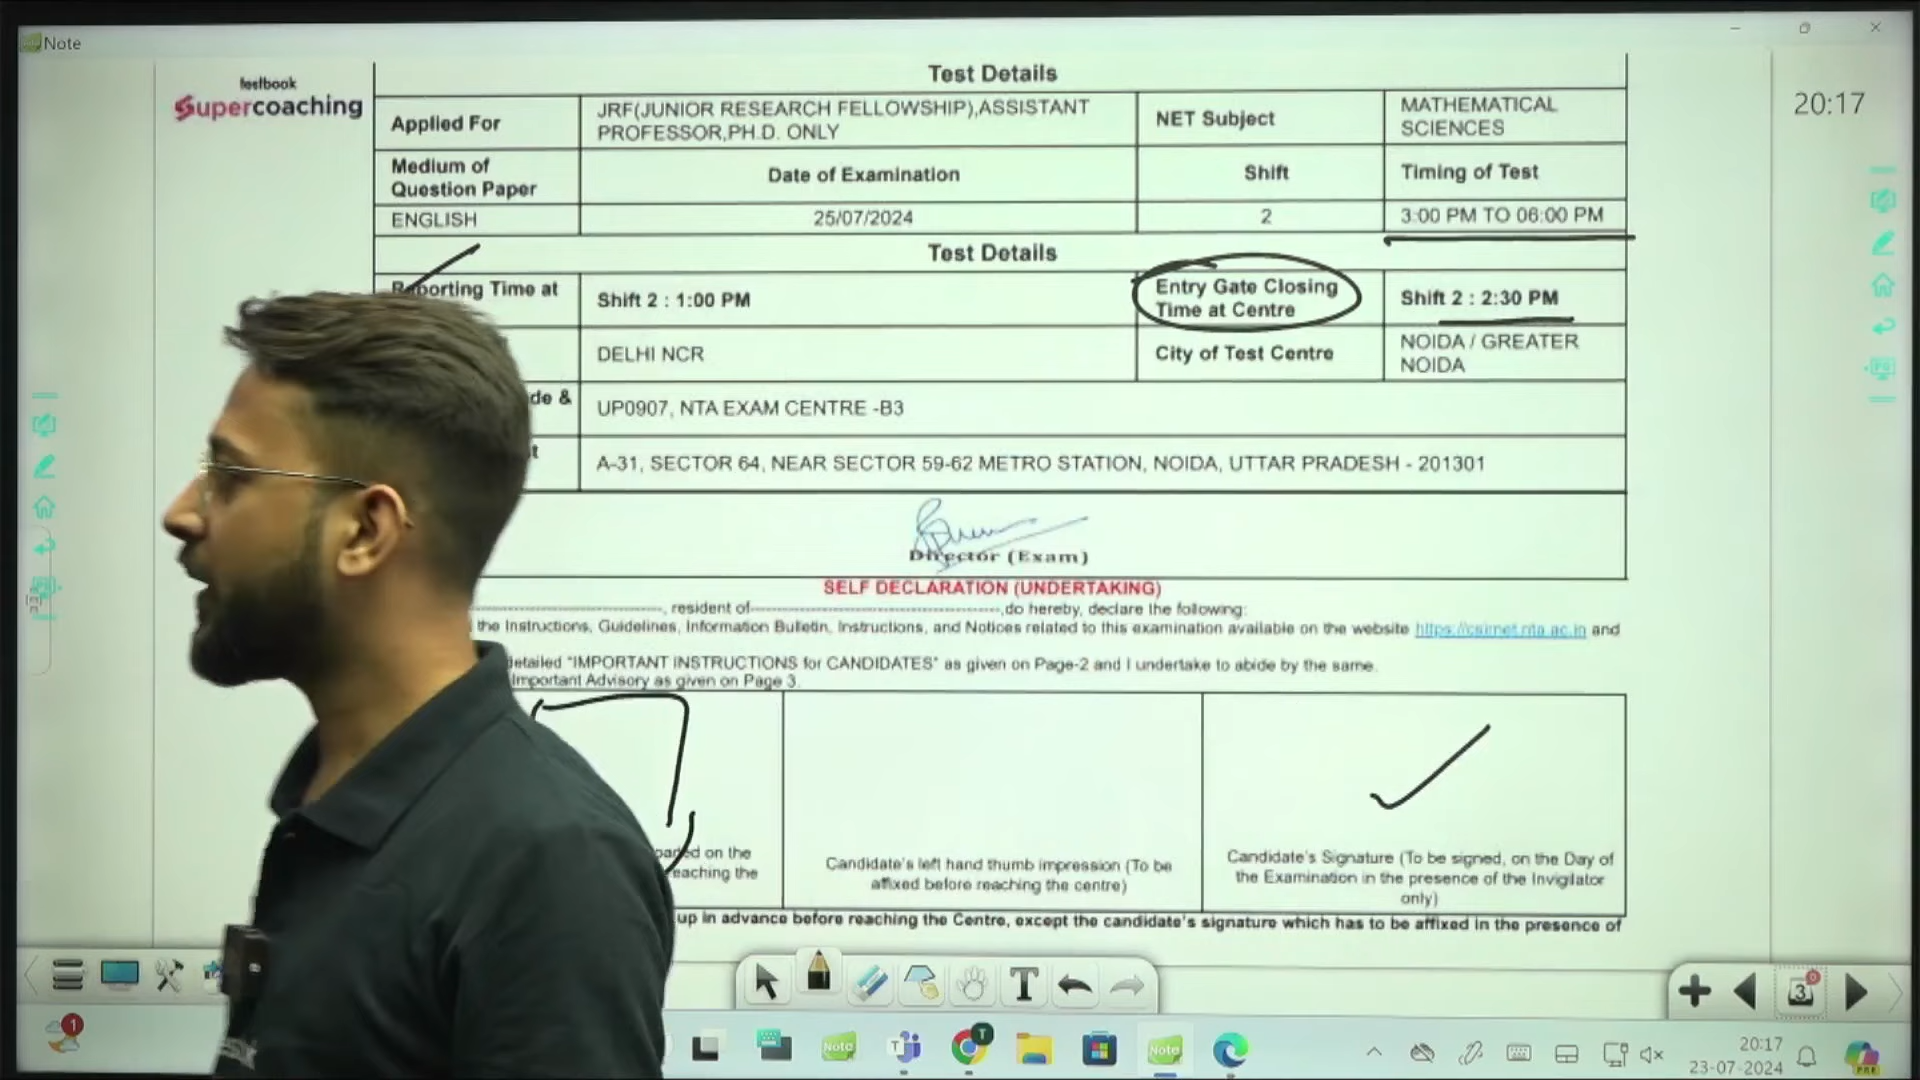 Note
testbook
Supercoaching
20:17
Test Details
Applied For
JRF(JUNIOR RESEARCH FELLOWSHIP),ASSISTANT
PROFESSOR,PH.D. ONLY
NET Subject
MATHEMATICAL
SCIENCES
Medium of
Question Paper
Date of Examination
Shift
Timing of Test
ENGLISH
25/07/2024
2
3:00 PM TO 06:00 PM
Test Details
Reporting Time at
Shift 2 : 1:00 PM
Entry Gate Closing
Time at Centre
Shift 2 : 2:30 PM
DELHI NCR
City of Test Centre
NOIDA / GREATER
NOIDA
de &
UP0907, NTA EXAM CENTRE -B3
A-31, SECTOR 64, NEAR SECTOR 59-62 METRO STATION, NOIDA, UTTAR PRADESH - 201301
Director (Exam)
SELF DECLARATION (UNDERTAKING)
, resident of ,do hereby, declare the following:
the Instructions, Guidelines, Information Bulletin, Instructions, and Notices related to this examination available on the website https://csirnet.nta.ac.in and
detailed "IMPORTANT INSTRUCTIONS for CANDIDATES" as given on Page-2 and I undertake to abide by the same.
Important Advisory as given on Page 3.
on the
eaching the
Candidate's left hand thumb impression (To be
affixed before reaching the centre)
Candidate's Signature (To be signed, on the Day of
the Examination in the presence of the Invigilator
only)
up in advance before reaching the Centre, except the candidate's signature which has to be affixed in the presence of
T
3
0
1
Note
T
T
Note
20:17
23-07-2024
PRE